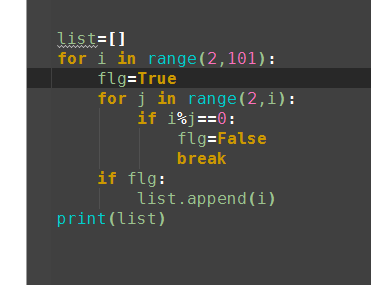 list=[]
for i in range(2,101):
    flg=True
    for j in range(2,i):
        if i%j==0:
            flg=False
            break
    if flg:
        list.append(i)
print(list)